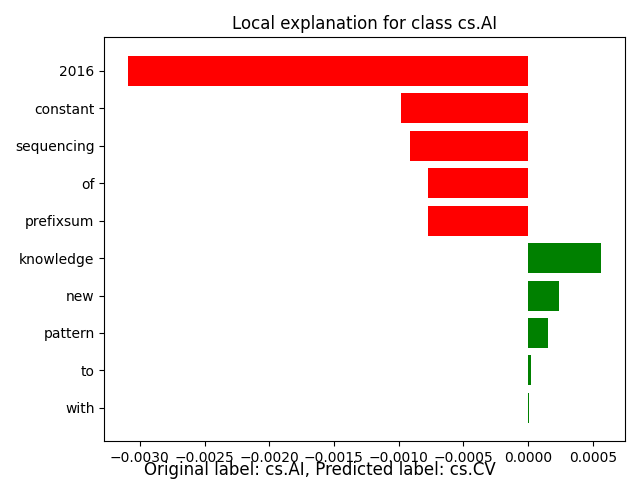 Local explanation for class cs.AI
2016
constant
sequencing
of
prefixsum
knowledge
new
pattern
to
with
−0.0030 −0.0025 −0.0020 −0.0015 −0.0010 −0.0005 0.0000 0.0005
Original label: cs.AI, Predicted label: cs.CV